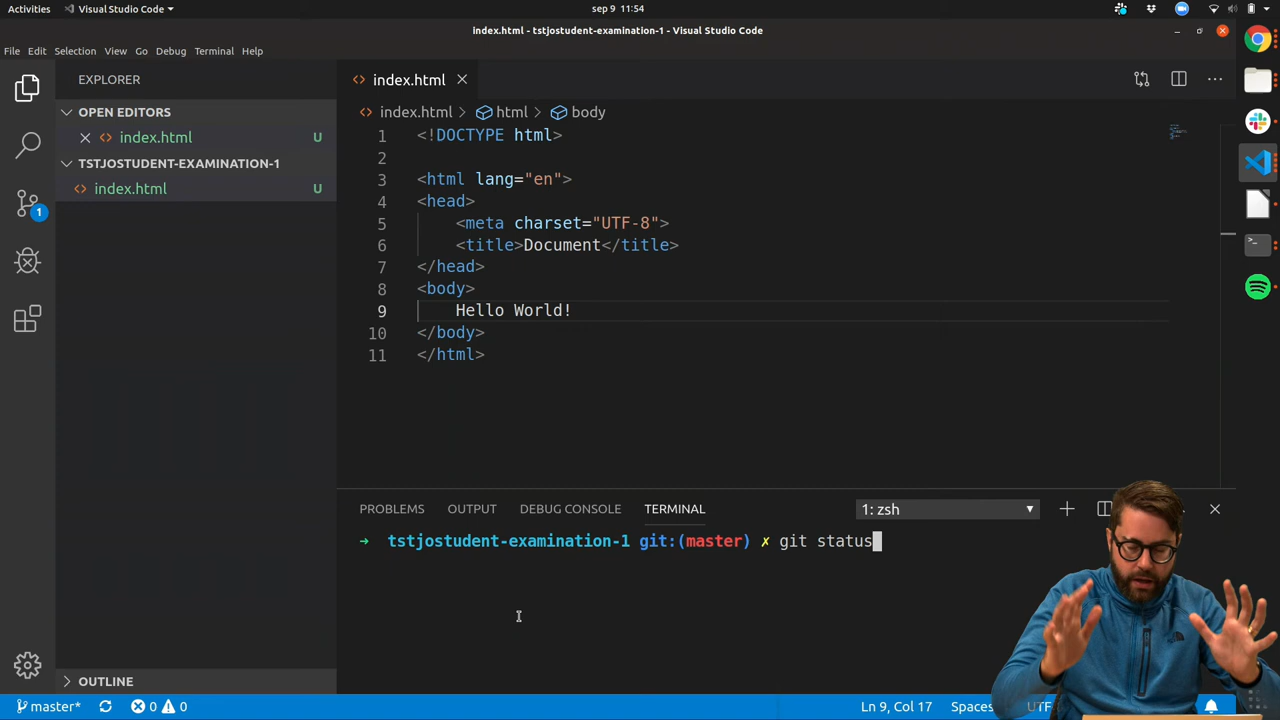 Activities
Visual Studio Code
sep 9 11:54
index.html - tstjostudent-examination-1 - Visual Studio Code
File Edit Selection View Go Debug Terminal Help
EXPLORER
OPEN EDITORS
index.html U
TSTJOSTUDENT-EXAMINATION-1
index.html U
1
OUTLINE
index.html
index.html > html > body
1 <!DOCTYPE html>
2
3 <html lang="en">
4 <head>
5 <meta charset="UTF-8">
6 <title>Document</title>
7 </head>
8 <body>
9 Hello World!
10 </body>
11 </html>
PROBLEMS OUTPUT DEBUG CONSOLE TERMINAL
1: zsh
→ tstjostudent-examination-1 git:(master) ✗ git status
master* 0 0
Ln 9, Col 17